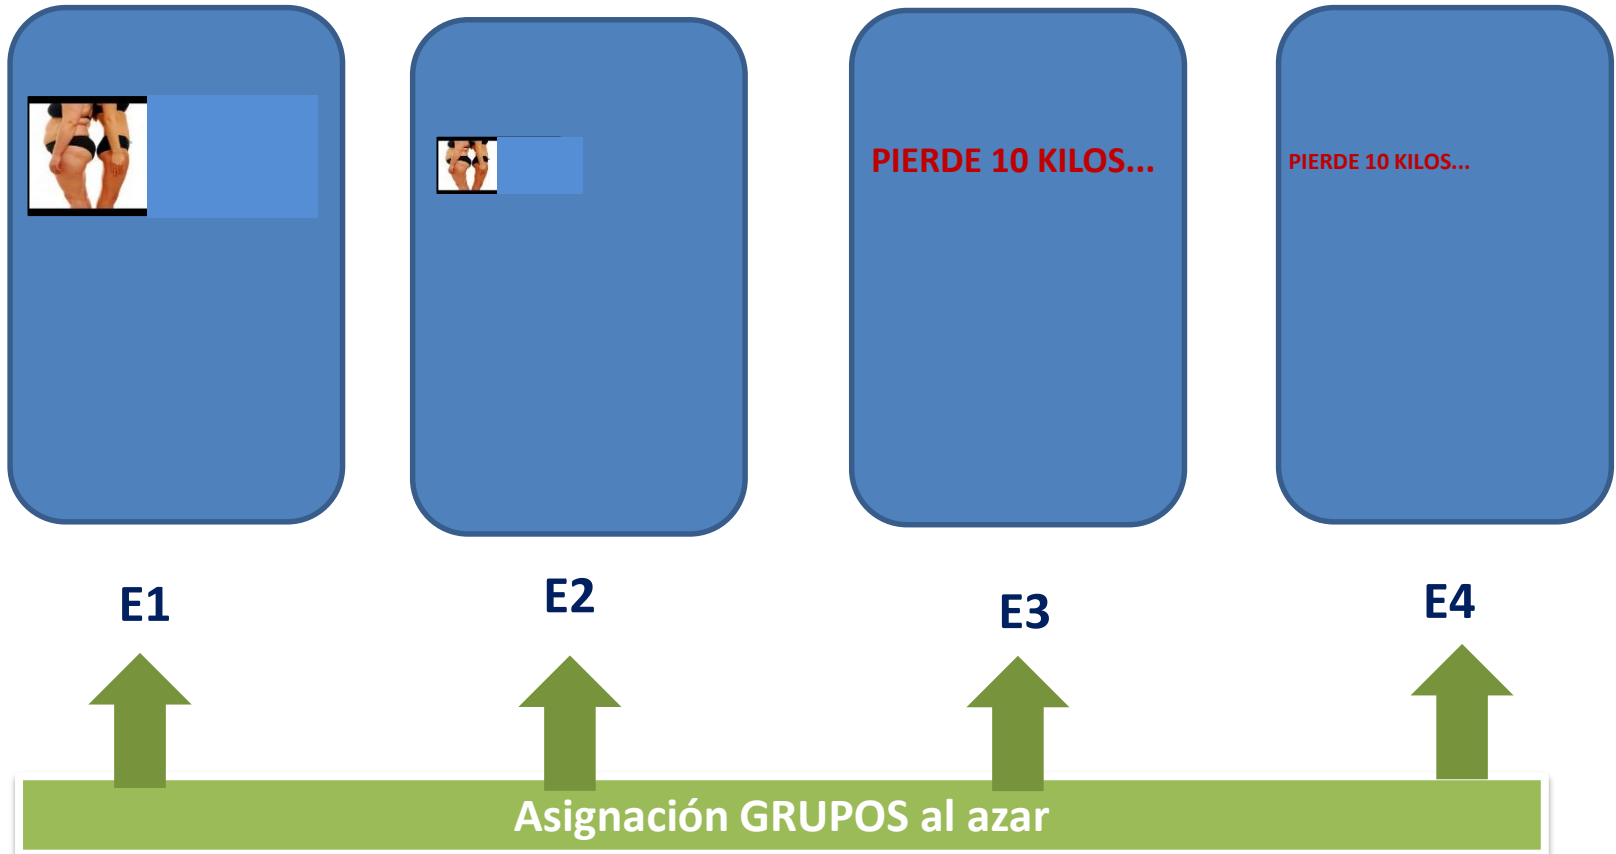 PIERDE 10 KILOS...
PIERDE 10 KILOS...
E1
E2
E3
E4
Asignación GRUPOS al azar